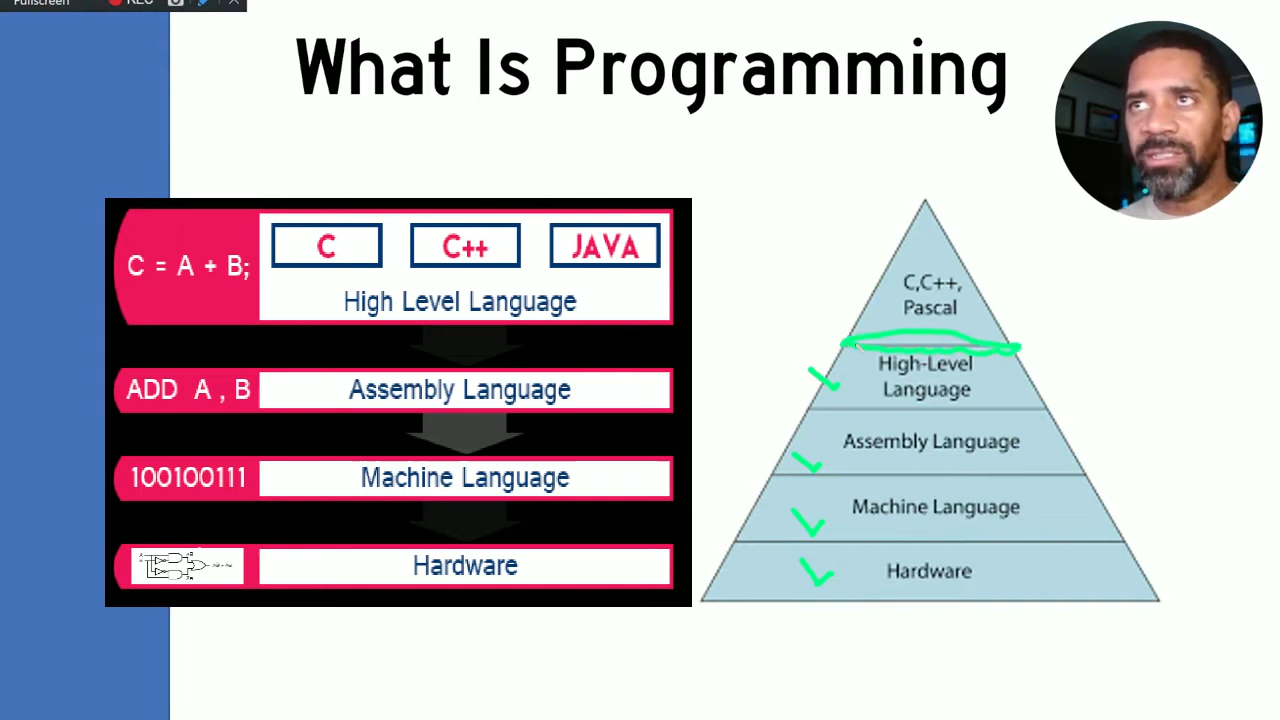 Fullscreen
REC
What Is Programming
C = A + B;
C
C++
JAVA
High Level Language
ADD A , B
Assembly Language
100100111
Machine Language
Hardware
C,C++,
Pascal
High-Level
Language
Assembly Language
Machine Language
Hardware